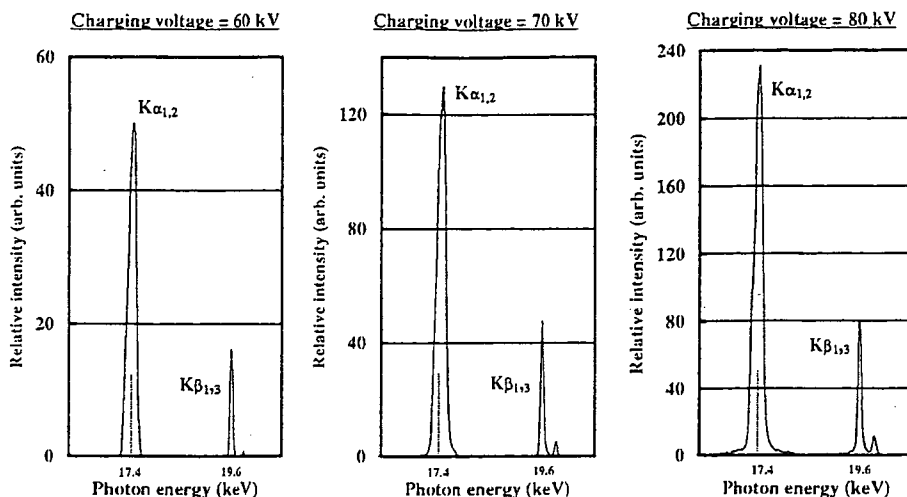 Charging voltage = 60 kV
Relative intensity (arb. units)
60
40
20
0
Kα1,2
Kβ1,3
17.4
19.6
Photon energy (keV)
Charging voltage = 70 kV
Relative intensity (arb. units)
120
80
40
0
Kα1,2
Kβ1,3
17.4
19.6
Photon energy (keV)
Charging voltage = 80 kV
Relative intensity (arb. units)
240
220
160
120
80
40
0
Kα1,2
Kβ1,3
17.4
19.6
Photon energy (keV)